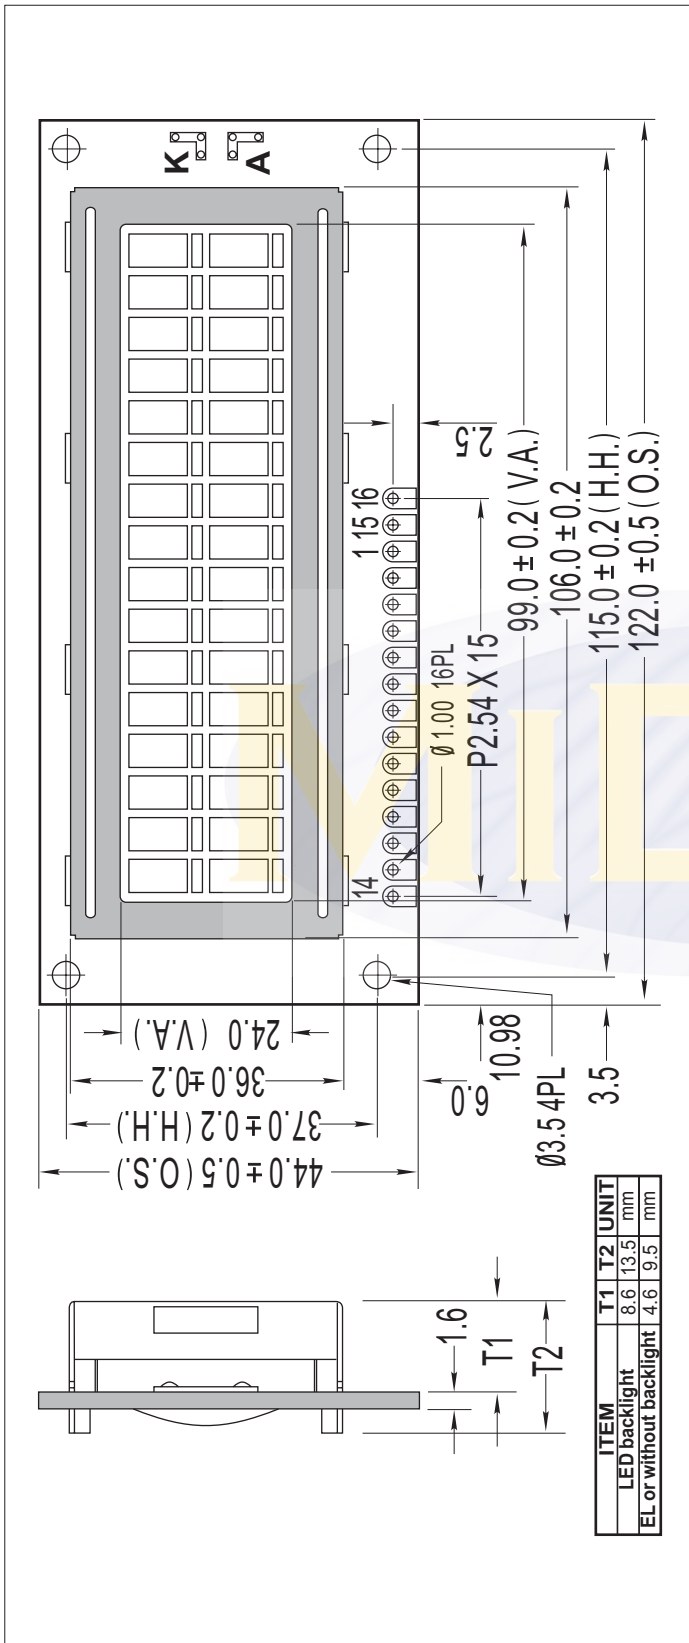 K
A
1 15 16
14
2.5
Ø 1.00 16PL
P2.54 X 15
99.0 ± 0.2 ( V.A.)
106.0 ± 0.2
115.0 ± 0.2 ( H.H.)
122.0 ±0.5 ( O.S.)
24.0 ( V.A. )
36.0 ±0.2
37.0 ± 0.2 ( H.H. )
44.0 ± 0.5 ( O.S. )
6.0
10.98
Ø3.5 4PL
3.5
1.6
T1
T2
ITEM T1 T2 UNIT
LED backlight 8.6 13.5 mm
EL or without backlight 4.6 9.5 mm